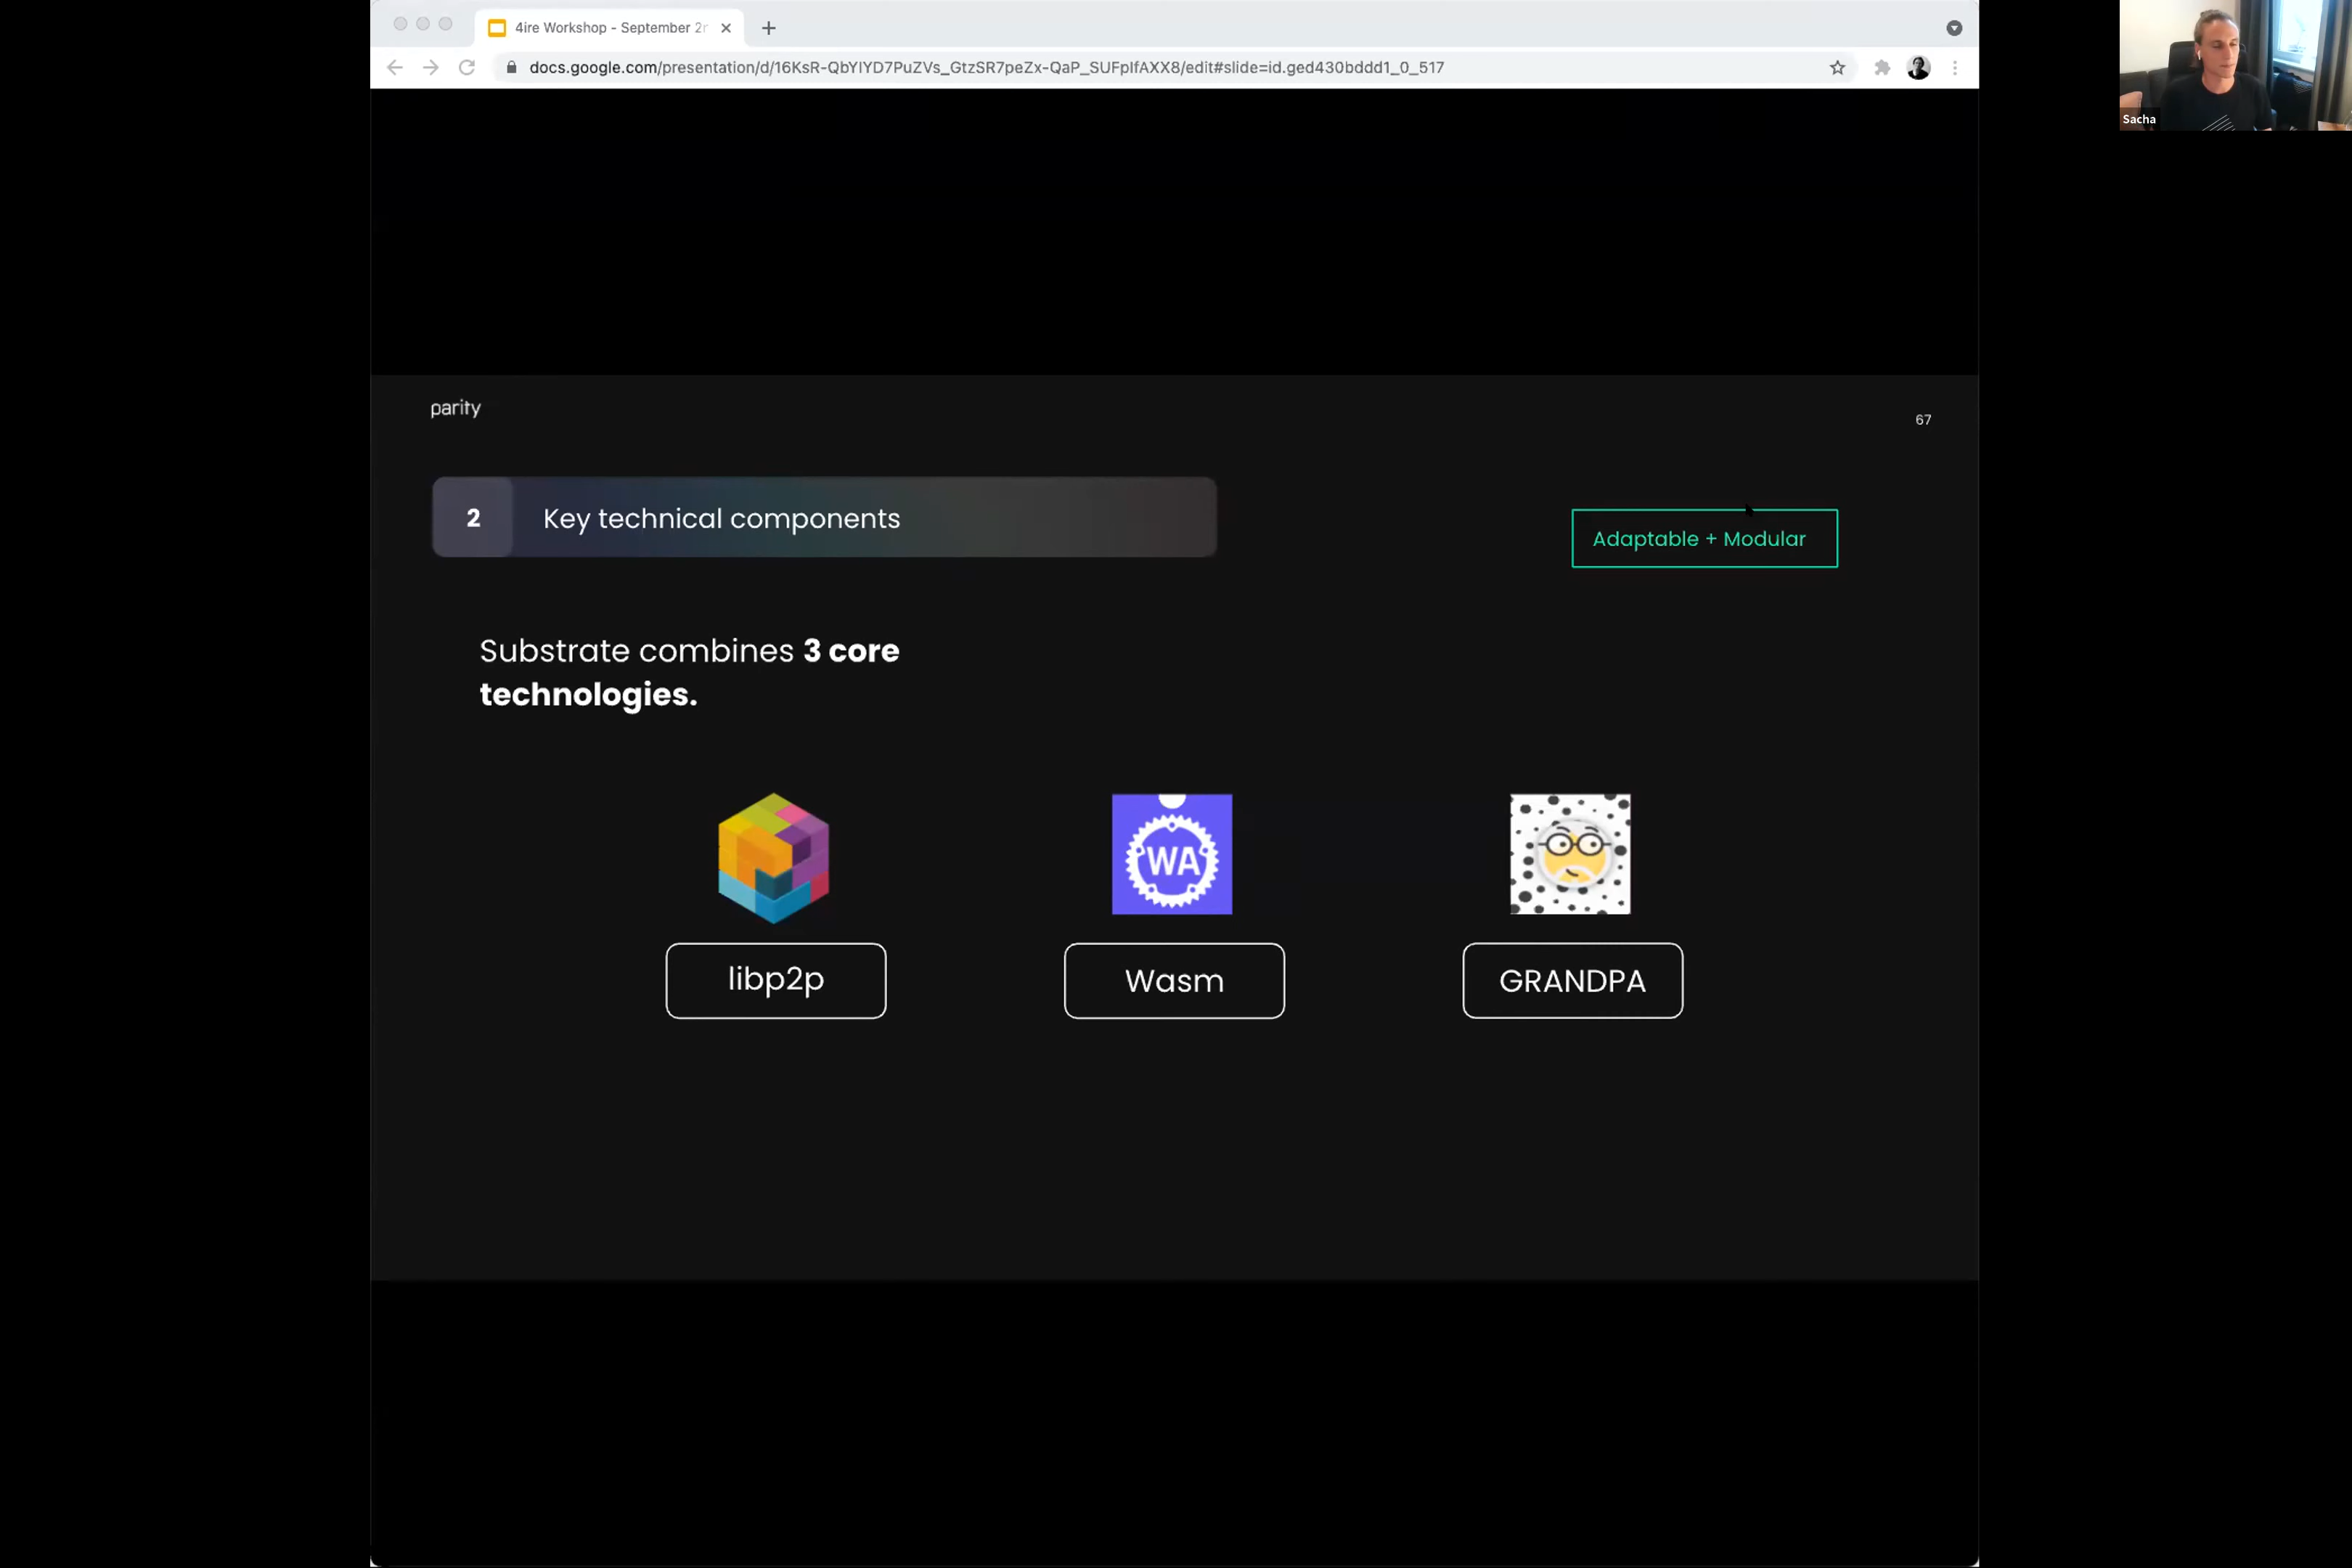 4ire Workshop - September 2r
docs.google.com/presentation/d/16KsR-QbYIYD7PuZVs_GtzSR7peZx-QaP_SUFpIfAXX8/edit#slide=id.ged430bddd1_0_517
Sacha
parity
67
2 Key technical components
Adaptable + Modular
Substrate combines 3 core
technologies.
WA
libp2p
Wasm
GRANDPA